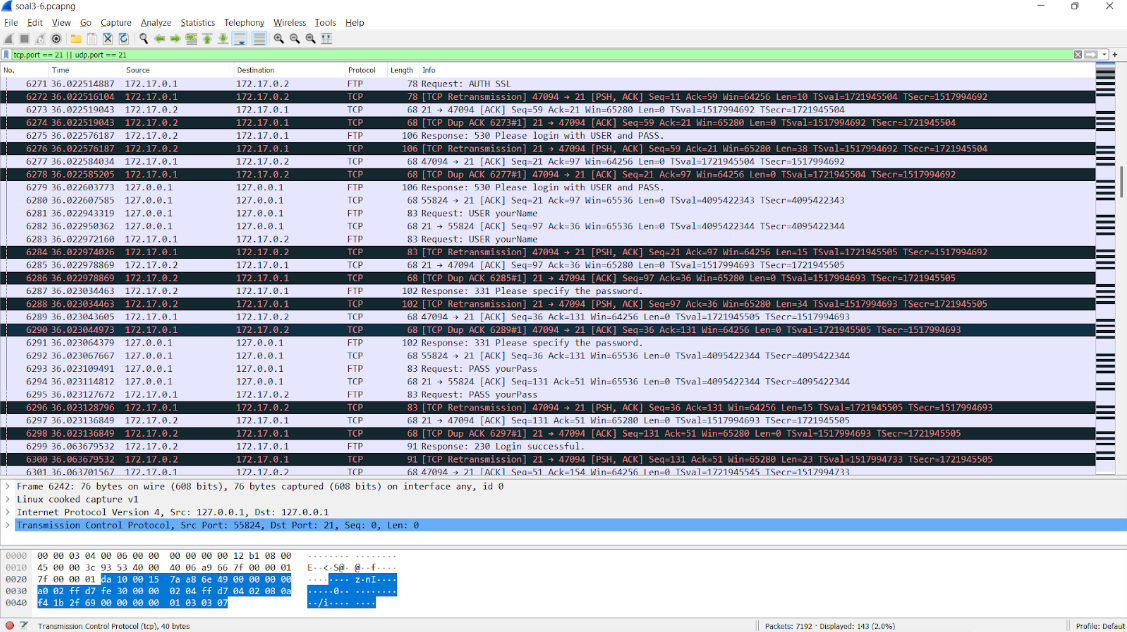 soal3-6.pcapng
File Edit View Go Capture Analyze Statistics Telephony Wireless Tools Help
tcp.port == 21 || udp.port == 21
No. Time Source Destination Protocol Length Info
6271 36.022514887 172.17.0.1 172.17.0.2 FTP 78 Request: AUTH SSL
6272 36.022516104 172.17.0.1 172.17.0.2 TCP 78 [TCP Retransmission] 47094 → 21 [PSH, ACK] Seq=11 Ack=59 Win=64256 Len=10 TSval=1721945504 TSecr=1517994692
6273 36.022519043 172.17.0.2 172.17.0.1 TCP 68 21 → 47094 [ACK] Seq=59 Ack=21 Win=65280 Len=0 TSval=1517994692 TSecr=1721945504
6274 36.022519043 172.17.0.2 172.17.0.1 TCP 68 [TCP Dup ACK 6273#1] 21 → 47094 [ACK] Seq=59 Ack=21 Win=65280 Len=0 TSval=1517994692 TSecr=1721945504
6275 36.022576187 172.17.0.2 172.17.0.1 FTP 106 Response: 530 Please login with USER and PASS.
6276 36.022576187 172.17.0.2 172.17.0.1 TCP 106 [TCP Retransmission] 21 → 47094 [PSH, ACK] Seq=59 Ack=21 Win=65280 Len=38 TSval=1517994692 TSecr=1721945504
6277 36.022584034 172.17.0.1 172.17.0.2 TCP 68 47094 → 21 [ACK] Seq=21 Ack=97 Win=64256 Len=0 TSval=1721945504 TSecr=1517994692
6278 36.022585205 172.17.0.1 172.17.0.2 TCP 68 [TCP Dup ACK 6277#1] 47094 → 21 [ACK] Seq=21 Ack=97 Win=64256 Len=0 TSval=1721945504 TSecr=1517994692
6279 36.022603773 127.0.0.1 127.0.0.1 FTP 106 Response: 530 Please login with USER and PASS.
6280 36.022607585 127.0.0.1 127.0.0.1 TCP 68 55824 → 21 [ACK] Seq=21 Ack=97 Win=65536 Len=0 TSval=4095422343 TSecr=4095422343
6281 36.022943319 127.0.0.1 127.0.0.1 FTP 83 Request: USER yourName
6282 36.022950362 127.0.0.1 127.0.0.1 TCP 68 21 → 55824 [ACK] Seq=97 Ack=36 Win=65536 Len=0 TSval=4095422344 TSecr=4095422344
6283 36.022972160 172.17.0.1 172.17.0.2 FTP 83 Request: USER yourName
6284 36.022974026 172.17.0.1 172.17.0.2 TCP 83 [TCP Retransmission] 47094 → 21 [PSH, ACK] Seq=21 Ack=97 Win=64256 Len=15 TSval=1721945505 TSecr=1517994692
6285 36.022978869 172.17.0.2 172.17.0.1 TCP 68 21 → 47094 [ACK] Seq=97 Ack=36 Win=65280 Len=0 TSval=1517994693 TSecr=1721945505
6286 36.022978869 172.17.0.2 172.17.0.1 TCP 68 [TCP Dup ACK 6285#1] 21 → 47094 [ACK] Seq=97 Ack=36 Win=65280 Len=0 TSval=1517994693 TSecr=1721945505
6287 36.023034463 172.17.0.2 172.17.0.1 FTP 102 Response: 331 Please specify the password.
6288 36.023034463 172.17.0.2 172.17.0.1 TCP 102 [TCP Retransmission] 21 → 47094 [PSH, ACK] Seq=97 Ack=36 Win=65280 Len=34 TSval=1517994693 TSecr=1721945505
6289 36.023043605 172.17.0.1 172.17.0.2 TCP 68 47094 → 21 [ACK] Seq=36 Ack=131 Win=64256 Len=0 TSval=1721945505 TSecr=1517994693
6290 36.023044973 172.17.0.1 172.17.0.2 TCP 68 [TCP Dup ACK 6289#1] 47094 → 21 [ACK] Seq=36 Ack=131 Win=64256 Len=0 TSval=1721945505 TSecr=1517994693
6291 36.023064379 127.0.0.1 127.0.0.1 FTP 102 Response: 331 Please specify the password.
6292 36.023067667 127.0.0.1 127.0.0.1 TCP 68 55824 → 21 [ACK] Seq=36 Ack=131 Win=65536 Len=0 TSval=4095422344 TSecr=4095422344
6293 36.023109491 127.0.0.1 127.0.0.1 FTP 83 Request: PASS yourPass
6294 36.023114812 127.0.0.1 127.0.0.1 TCP 68 21 → 55824 [ACK] Seq=131 Ack=51 Win=65536 Len=0 TSval=4095422344 TSecr=4095422344
6295 36.023127672 172.17.0.1 172.17.0.2 FTP 83 Request: PASS yourPass
6296 36.023128796 172.17.0.1 172.17.0.2 TCP 83 [TCP Retransmission] 47094 → 21 [PSH, ACK] Seq=36 Ack=131 Win=64256 Len=15 TSval=1721945505 TSecr=1517994693
6297 36.023136849 172.17.0.2 172.17.0.1 TCP 68 21 → 47094 [ACK] Seq=131 Ack=51 Win=65280 Len=0 TSval=1517994693 TSecr=1721945505
6298 36.023136849 172.17.0.2 172.17.0.1 TCP 68 [TCP Dup ACK 6297#1] 21 → 47094 [ACK] Seq=131 Ack=51 Win=65280 Len=0 TSval=1517994693 TSecr=1721945505
6299 36.063679532 172.17.0.2 172.17.0.1 FTP 91 Response: 230 Login successful.
6300 36.063679532 172.17.0.2 172.17.0.1 TCP 91 [TCP Retransmission] 21 → 47094 [PSH, ACK] Seq=131 Ack=51 Win=65280 Len=23 TSval=1517994733 TSecr=1721945505
6301 36.063701567 172.17.0.1 172.17.0.2 TCP 68 47094 → 21 [ACK] Seq=51 Ack=154 Win=64256 Len=0 TSval=1721945545 TSecr=1517994733
Frame 6242: 76 bytes on wire (608 bits), 76 bytes captured (608 bits) on interface any, id 0
Linux cooked capture v1
Internet Protocol Version 4, Src: 127.0.0.1, Dst: 127.0.0.1
Transmission Control Protocol, Src Port: 55824, Dst Port: 21, Seq: 0, Len: 0
0000 00 00 03 04 00 06 00 00 00 00 00 00 12 b1 08 00 ········ ········
0010 45 00 00 3c 93 53 40 00 40 06 a9 66 7f 00 00 01 E··<·S@· @··f····
0020 7f 00 00 01 da 10 00 15 7a a8 6e 49 00 00 00 00 ········ z·nI····
0030 a0 02 ff d7 fe 30 00 00 02 04 ff d7 04 02 08 0a ·····0·· ········
0040 f4 1b 2f 69 00 00 00 00 01 03 03 07 ··/i···· ····
Transmission Control Protocol (tcp), 40 bytes
Packets: 7192 · Displayed: 143 (2.0%)
Profile: Default